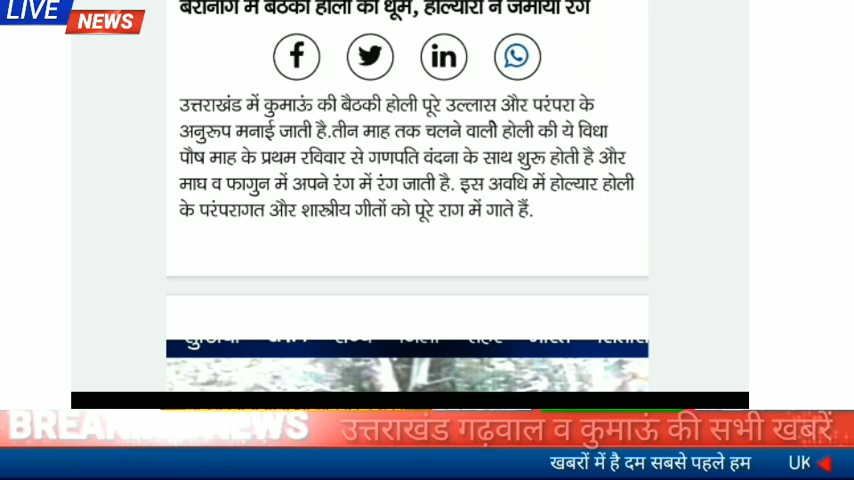 LIVE
NEWS
बेरीनाग में बैठकी होली की धूम, होल्यारों ने जमाया रंग
उत्तराखंड में कुमाऊं की बैठकी होली पूरे उल्लास और परंपरा के
अनुरूप मनाई जाती है.तीन माह तक चलने वाली होली की ये विधा
पौष माह के प्रथम रविवार से गणपति वंदना के साथ शुरू होती है और
माघ व फागुन में अपने रंग में रंग जाती है. इस अवधि में होल्यार होली
के परंपरागत और शास्त्रीय गीतों को पूरे राग में गाते हैं.
राज्य जिला शहर भारत
BREAKING NEWS उत्तराखंड गढ़वाल व कुमाऊं की सभी खबरें
खबरों में है दम सबसे पहले हम UK